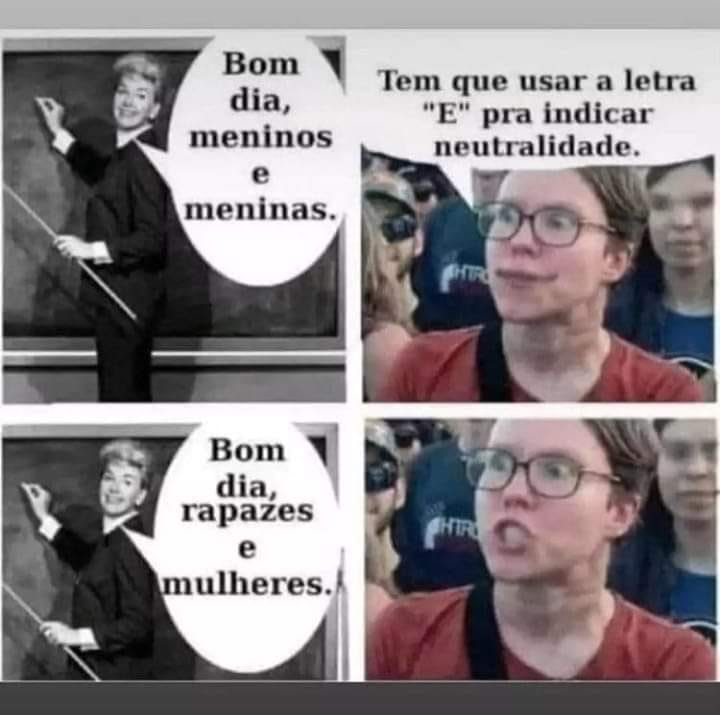 Bom
dia,
meninos
e
meninas.
Tem que usar a letra
"E" pra indicar
neutralidade.
Bom
dia,
rapazes
e
mulheres.